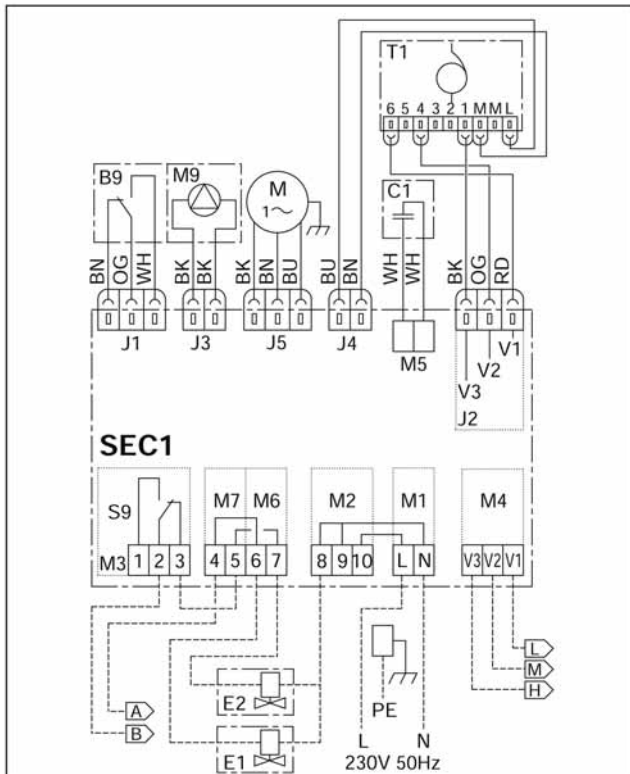 T1
6 5 4 3 2 1 M M L
B9
M9
M
1~
C1
BN
OG
WH
BK
BK
BK
BN
BU
BU
BN
WH
WH
BK
OG
RD
J1
J3
J5
J4
M5
V1
V2
V3
J2
SEC1
S9
M7
M6
M2
M1
M4
M3
1 2 3
4 5 6 7
8 9 10
L N
V3 V2 V1
L
M
H
A
B
E2
E1
PE
L N
230V 50Hz